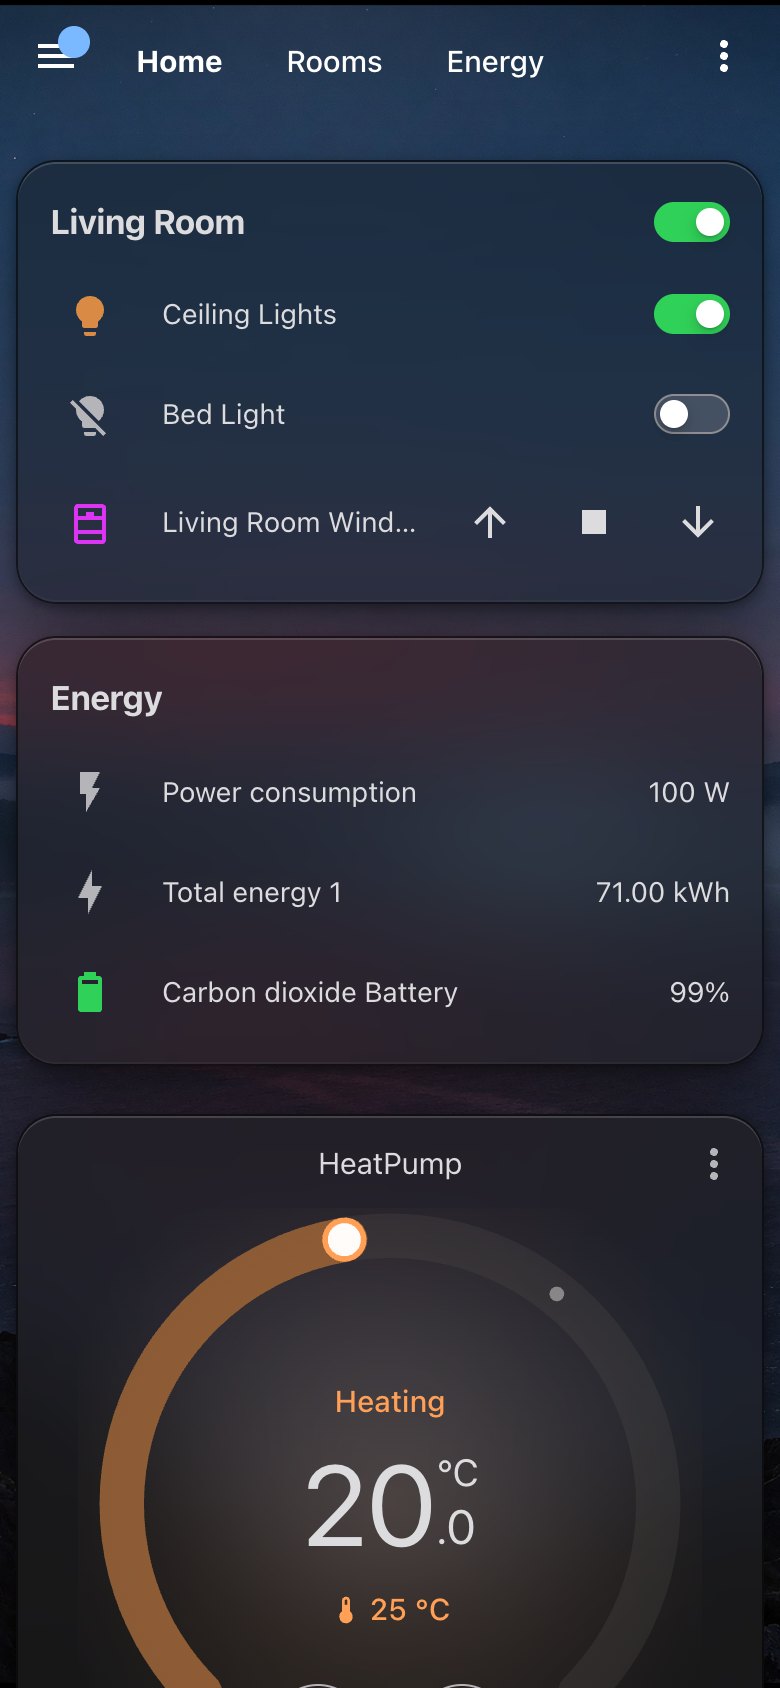 Home Rooms Energy
Living Room
Ceiling Lights
Bed Light
Living Room Wind...
Energy
Power consumption 100 W
Total energy 1 71.00 kWh
Carbon dioxide Battery 99%
HeatPump
Heating
20.0 °C
25 °C